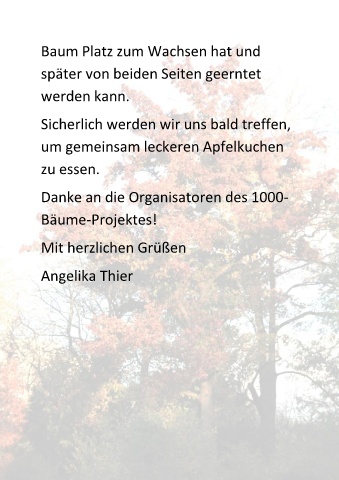 Baum Platz zum Wachsen hat und
später von beiden Seiten geerntet
werden kann.
Sicherlich werden wir uns bald treffen,
um gemeinsam leckeren Apfelkuchen
zu essen.
Danke an die Organisatoren des 1000-
Bäume-Projektes!
Mit herzlichen Grüßen
Angelika Thier